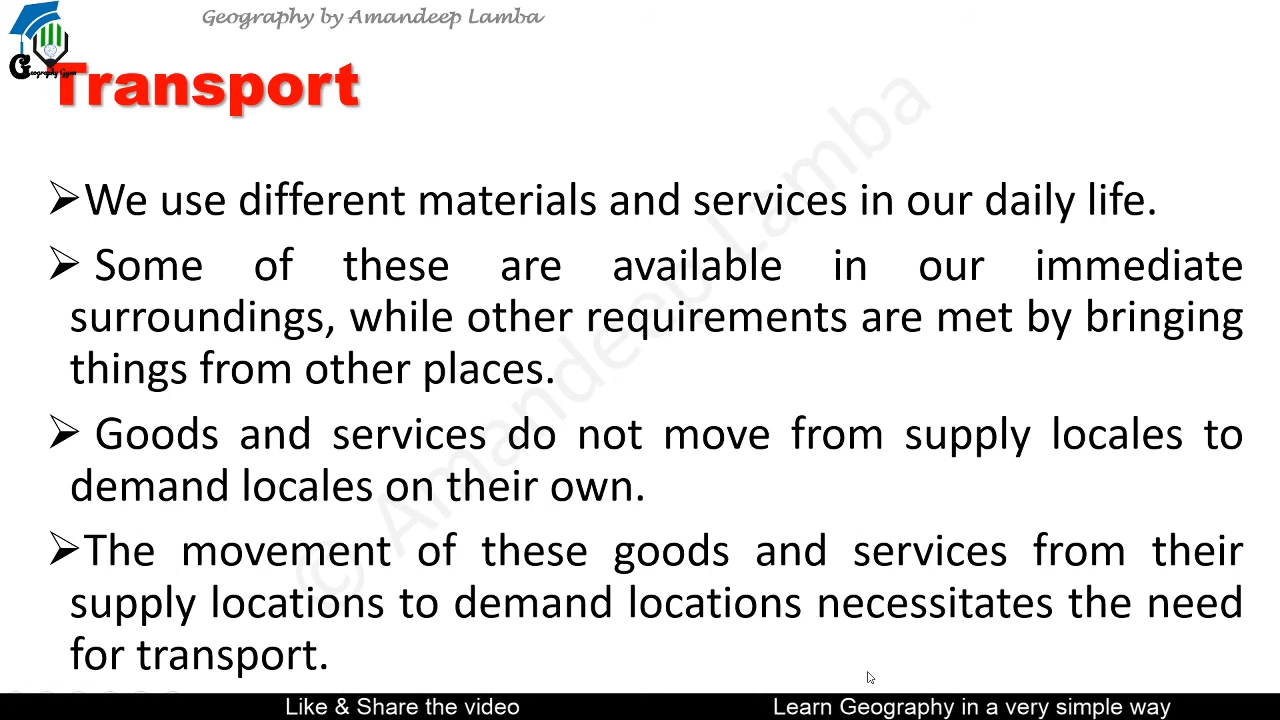 Geography by Amandeep Lamba
Geography Gyan
Transport
➢We use different materials and services in our daily life.
➢ Some of these are available in our immediate
surroundings, while other requirements are met by bringing
things from other places.
➢ Goods and services do not move from supply locales to
demand locales on their own.
➢The movement of these goods and services from their
supply locations to demand locations necessitates the need
for transport.
© Amandeep Lamba
Like & Share the video
Learn Geography in a very simple way